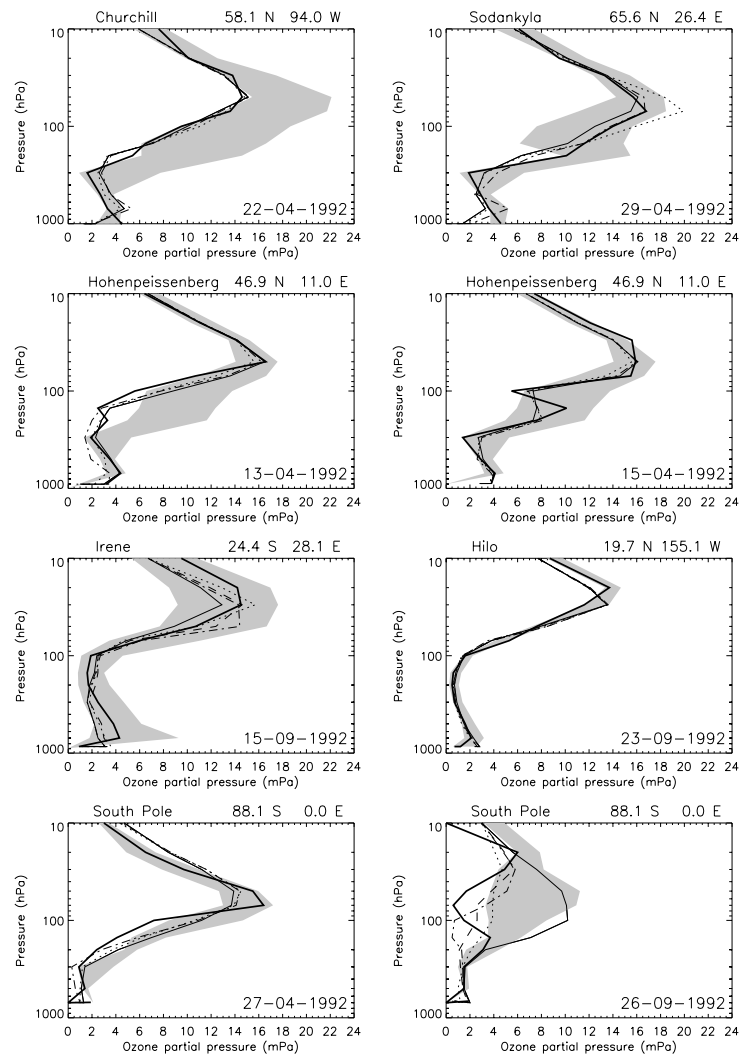 Churchill 58.1 N 94.0 W
10
100
1000
Pressure (hPa)
22-04-1992
0 2 4 6 8 10 12 14 16 18 20 22 24
Ozone partial pressure (mPa)
Sodankyla 65.6 N 26.4 E
10
100
1000
Pressure (hPa)
29-04-1992
0 2 4 6 8 10 12 14 16 18 20 22 24
Ozone partial pressure (mPa)
Hohenpeissenberg 46.9 N 11.0 E
10
100
1000
Pressure (hPa)
13-04-1992
0 2 4 6 8 10 12 14 16 18 20 22 24
Ozone partial pressure (mPa)
Hohenpeissenberg 46.9 N 11.0 E
10
100
1000
Pressure (hPa)
15-04-1992
0 2 4 6 8 10 12 14 16 18 20 22 24
Ozone partial pressure (mPa)
Irene 24.4 S 28.1 E
10
100
1000
Pressure (hPa)
15-09-1992
0 2 4 6 8 10 12 14 16 18 20 22 24
Ozone partial pressure (mPa)
Hilo 19.7 N 155.1 W
10
100
1000
Pressure (hPa)
23-09-1992
0 2 4 6 8 10 12 14 16 18 20 22 24
Ozone partial pressure (mPa)
South Pole 88.1 S 0.0 E
10
100
1000
Pressure (hPa)
27-04-1992
0 2 4 6 8 10 12 14 16 18 20 22 24
Ozone partial pressure (mPa)
South Pole 88.1 S 0.0 E
10
100
1000
Pressure (hPa)
26-09-1992
0 2 4 6 8 10 12 14 16 18 20 22 24
Ozone partial pressure (mPa)